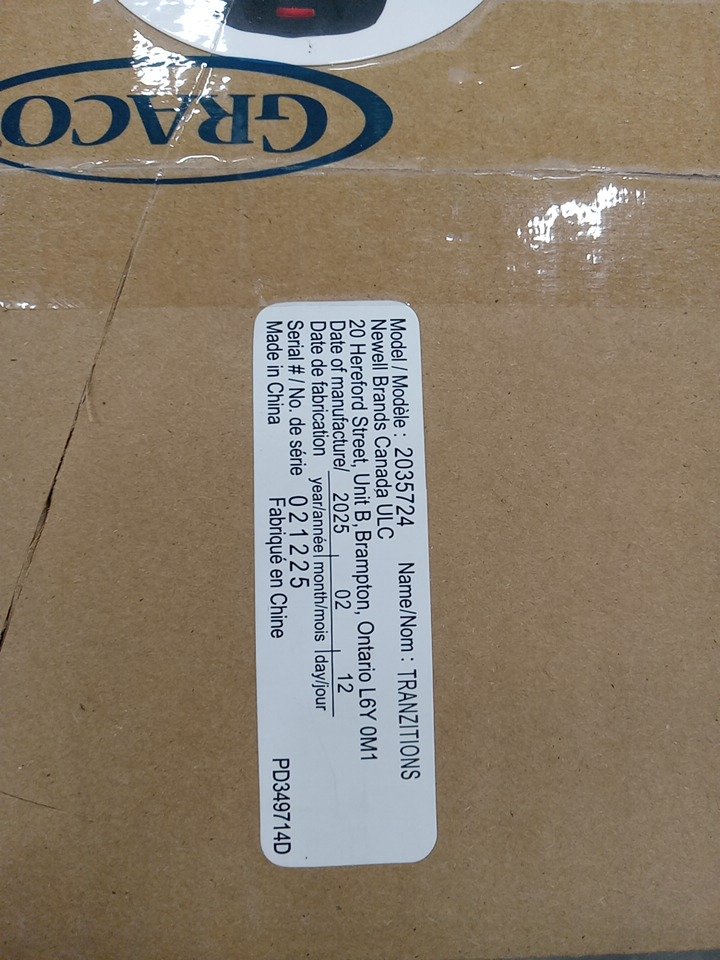 GRACO
Model / Modèle : 2035724 Name/Nom : TRANZITIONS
Newell Brands Canada ULC
20 Hereford Street, Unit B, Brampton, Ontario L6Y 0M1
Date of manufacture/ 2025 02 12
Date de fabrication year/année month/mois day/jour
Serial # / No. de série 021225
Made in China Fabriqué en Chine PD349714D